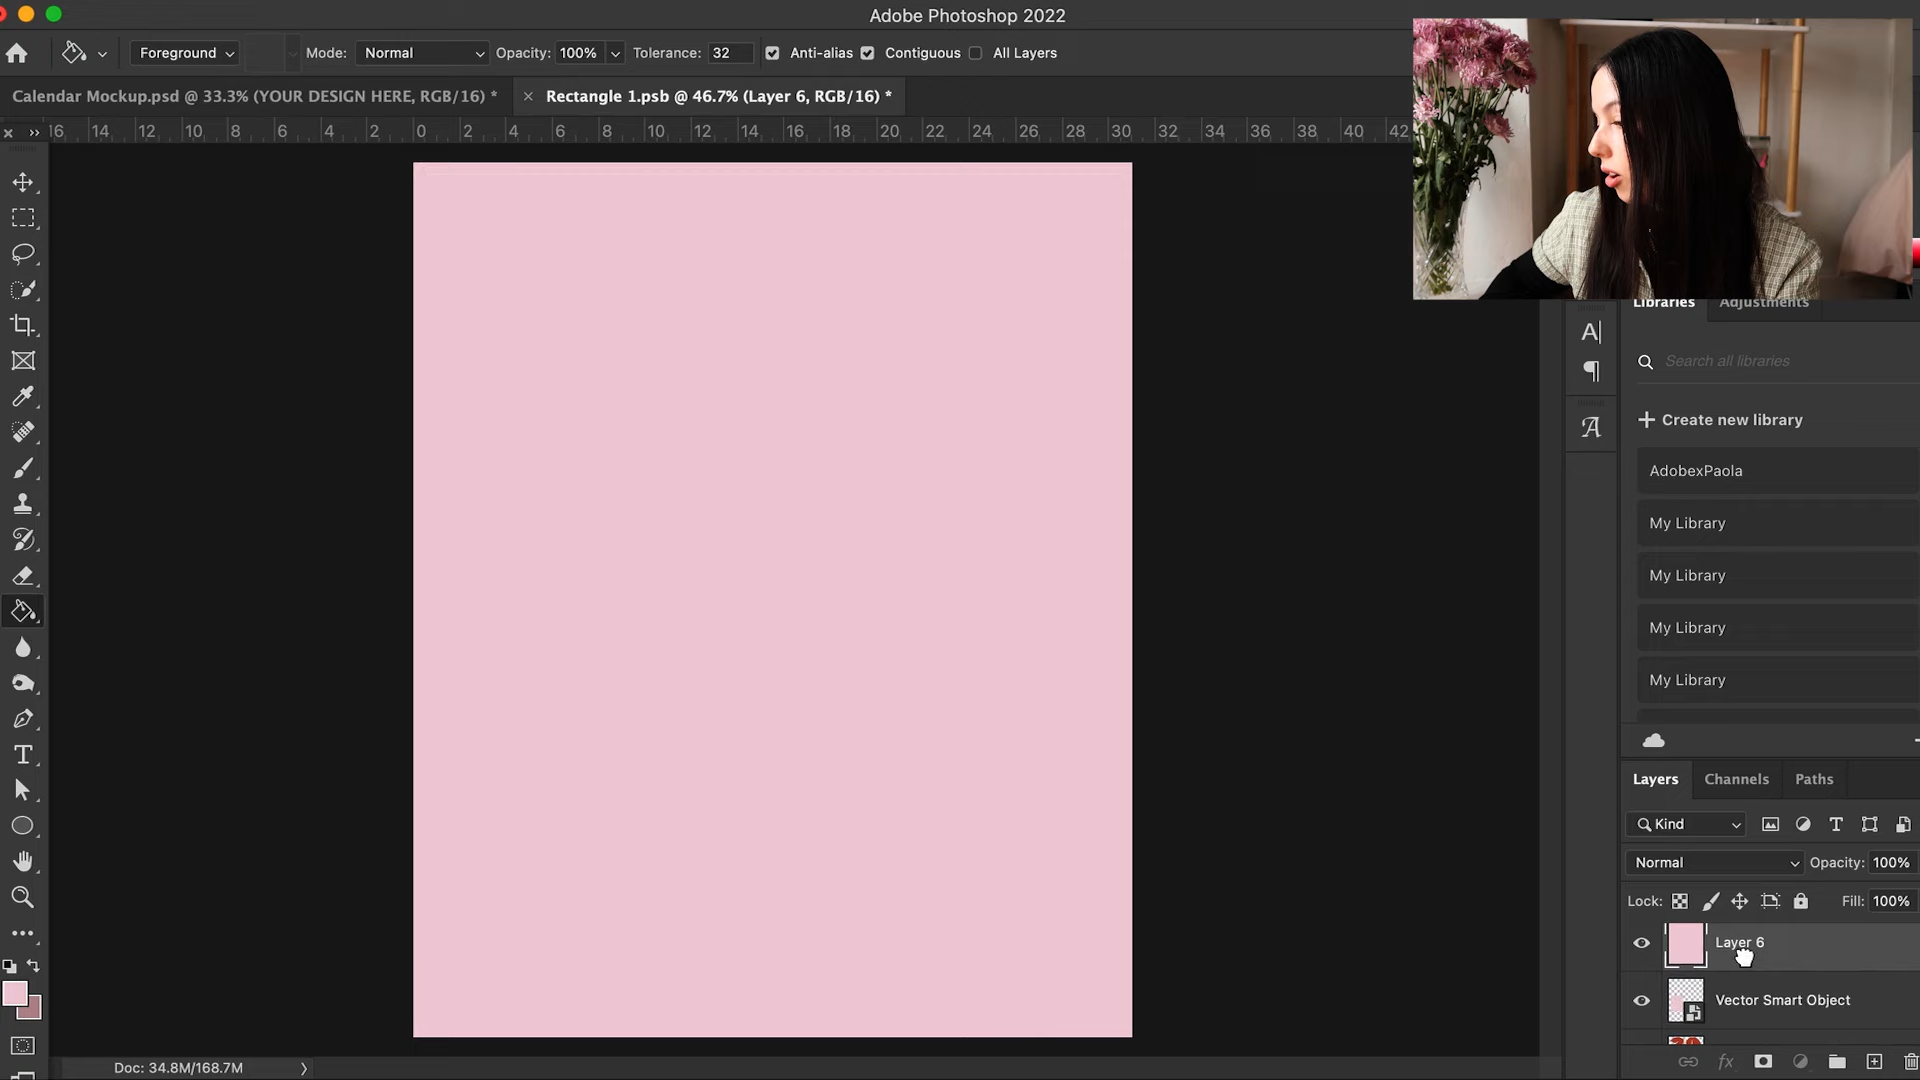 Adobe Photoshop 2022
Foreground Mode: Normal Opacity: 100% Tolerance: 32 Anti-alias Contiguous All Layers
Calendar Mockup.psd @ 33.3% (YOUR DESIGN HERE, RGB/16) * × Rectangle 1.psb @ 46.7% (Layer 6, RGB/16) *
16 14 12 10 8 6 4 2 0 2 4 6 8 10 12 14 16 18 20 22 24 26 28 30 32 34 36 38 40 42
Libraries Adjustments
Search all libraries
+ Create new library
AdobexPaola
My Library
My Library
My Library
My Library
Layers Channels Paths
Kind
Normal Opacity: 100%
Lock: Fill: 100%
Layer 6
Vector Smart Object
fx
Doc: 34.8M/168.7M